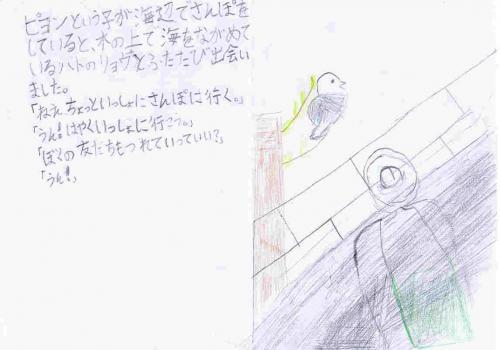 ピヨンという子が海辺でさんぽを
していると、木の上で海をながめて
いるハトのリョヴとふたたび出会い
ました。
「ねえちょっといっしょにさんぽに行く。」
「うん!はやくいっしょに行こう。」
「ぼくの友だちもつれていっていい?」
「うん!」